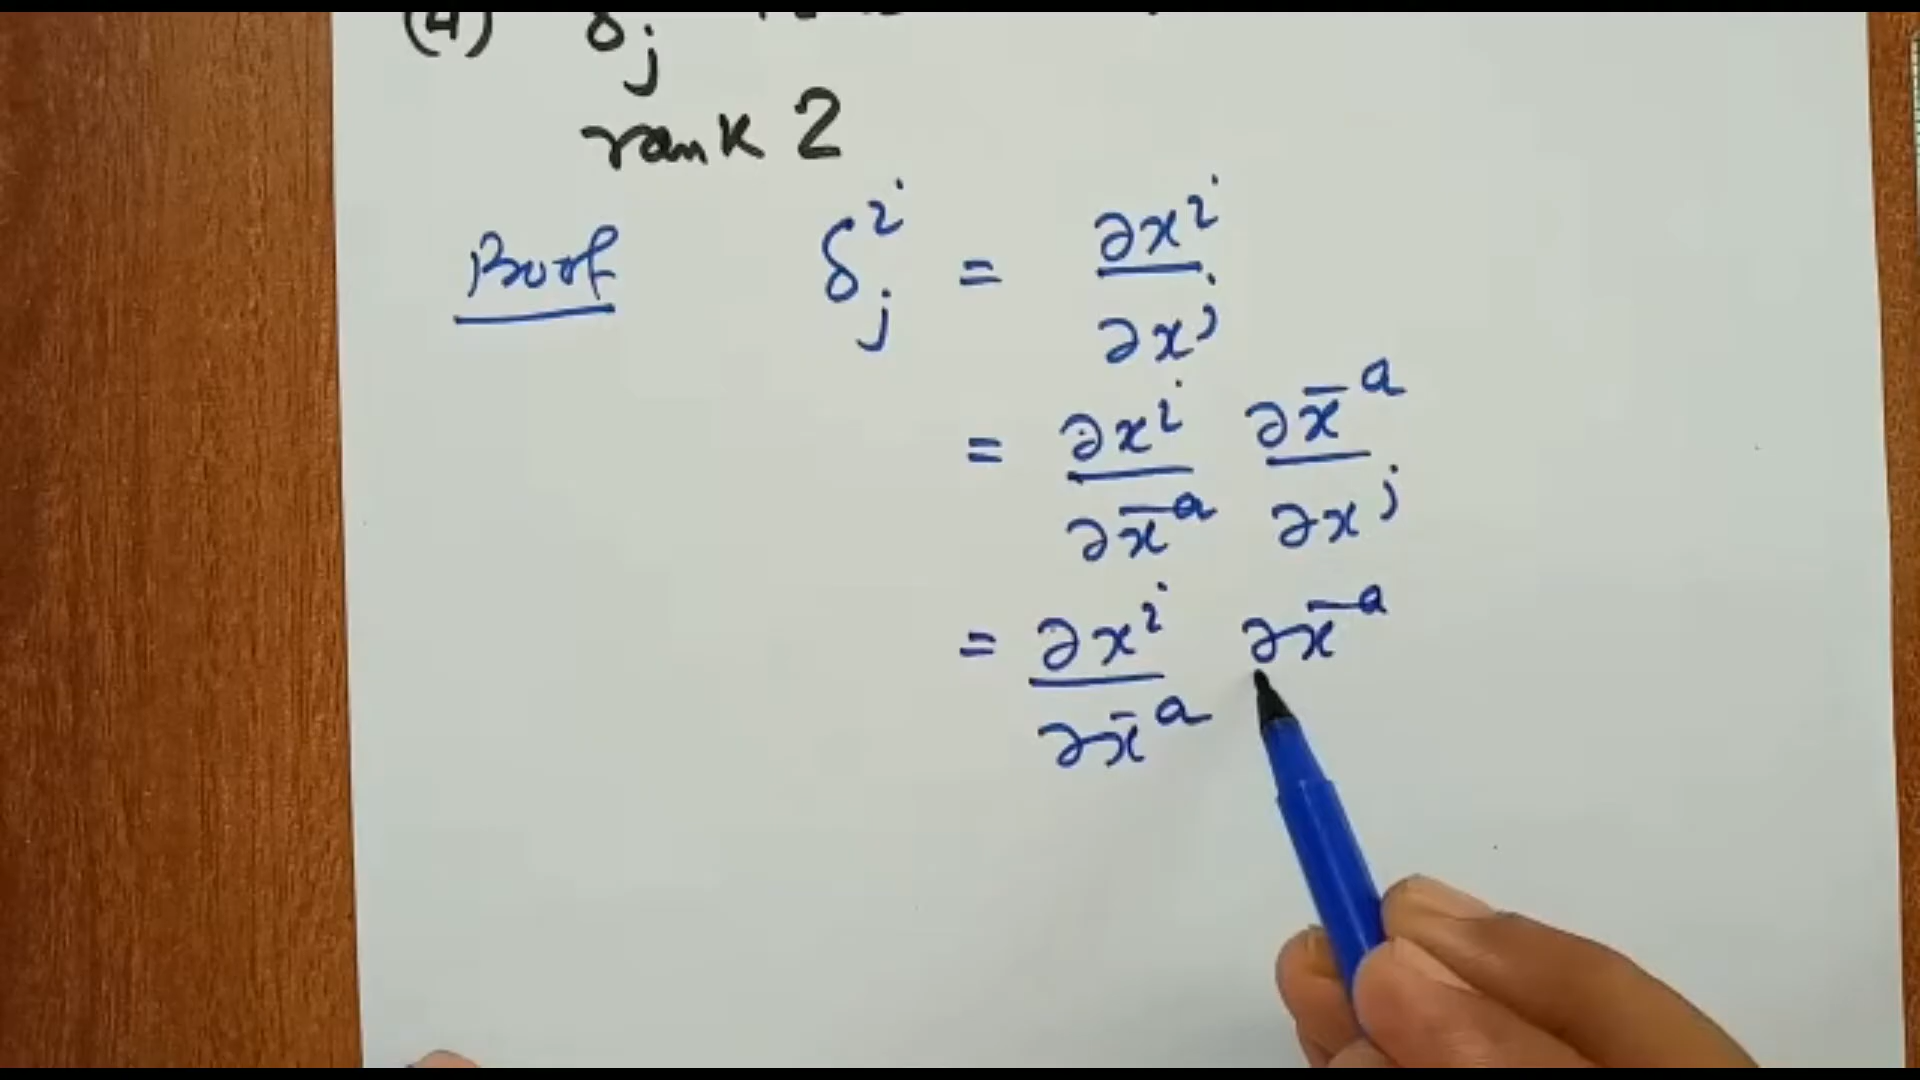 (4) δ_j
rank 2
Proof δ^i_j = ∂x^i / ∂x^j
= ∂x^i / ∂x̄^a ∂x̄^a / ∂x^j
= ∂x^i / ∂x̄^a ∂x̄^a